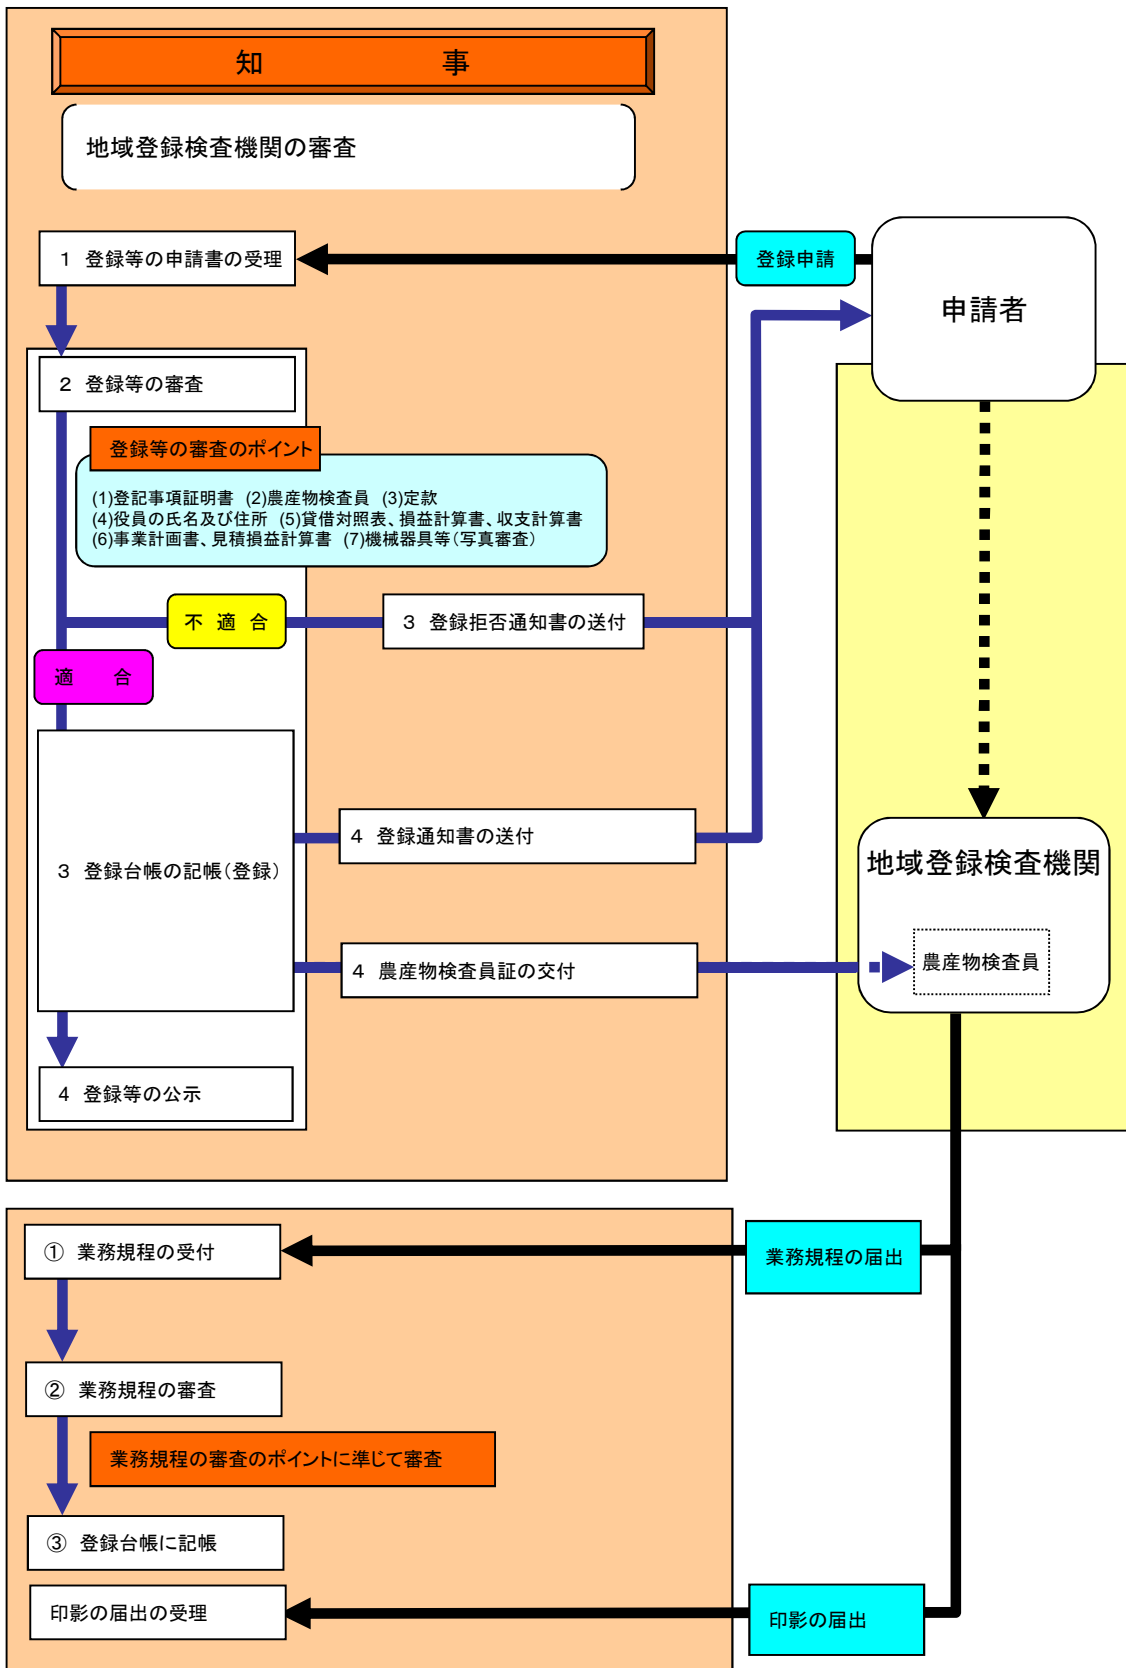 知　事
地域登録検査機関の審査
1 登録等の申請書の受理
登録申請
申請者
2 登録等の審査
登録等の審査のポイント
(1)登記事項証明書 (2)農産物検査員 (3)定款
(4)役員の氏名及び住所 (5)貸借対照表、損益計算書、収支計算書
(6)事業計画書、見積損益計算書 (7)機械器具等(写真審査)
不 適 合
3 登録拒否通知書の送付
適　合
3 登録台帳の記帳(登録)
4 登録通知書の送付
地域登録検査機関
4 農産物検査員証の交付
農産物検査員
4 登録等の公示
① 業務規程の受付
業務規程の届出
② 業務規程の審査
業務規程の審査のポイントに準じて審査
③ 登録台帳に記帳
印影の届出の受理
印影の届出